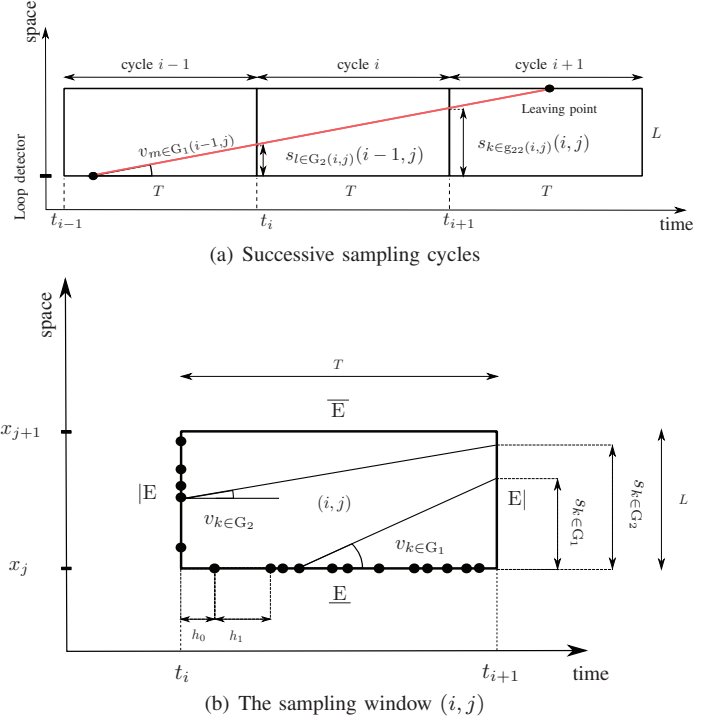 space
cycle i − 1
cycle i
cycle i + 1
Loop detector
v_{m∈G_1(i−1,j)}
s_{l∈G_2(i,j)}(i − 1, j)
s_{k∈g_{22}(i,j)}(i, j)
Leaving point
L
T
T
T
t_{i−1}
t_i
t_{i+1}
time
(a) Successive sampling cycles
space
T
E̅
x_{j+1}
|E
(i, j)
E|
v_{k∈G_2}
v_{k∈G_1}
s_{k∈G_1}
s_{k∈G_2}
L
x_j
E̲
h_0
h_1
t_i
t_{i+1}
time
(b) The sampling window (i, j)